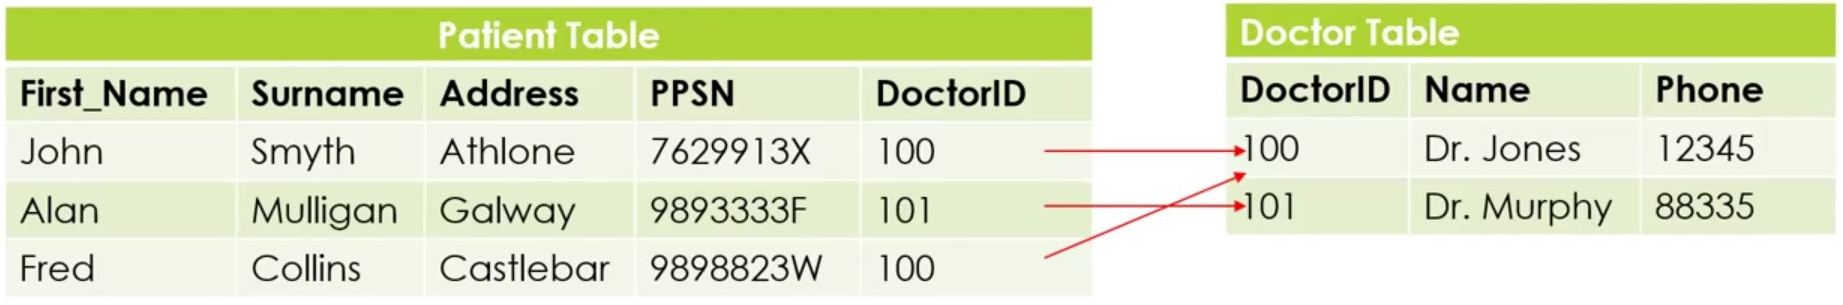 Patient Table
First_Name Surname Address PPSN DoctorID
John Smyth Athlone 7629913X 100
Alan Mulligan Galway 9893333F 101
Fred Collins Castlebar 9898823W 100
Doctor Table
DoctorID Name Phone
100 Dr. Jones 12345
101 Dr. Murphy 88335